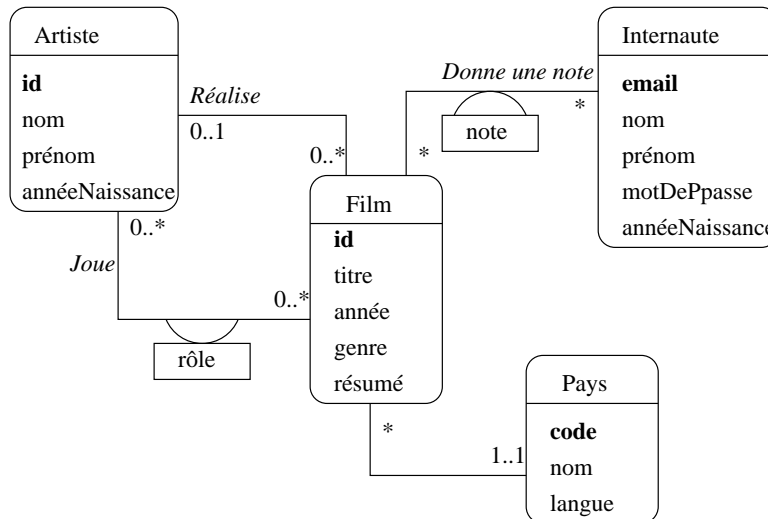 Artiste
id
nom
prénom
annéeNaissance
Réalise
0..1
0..*
Donne une note
*
note
*
Internaute
email
nom
prénom
motDePpasse
annéeNaissance
0..*
Joue
0..*
rôle
Film
id
titre
année
genre
résumé
*
1..1
Pays
code
nom
langue